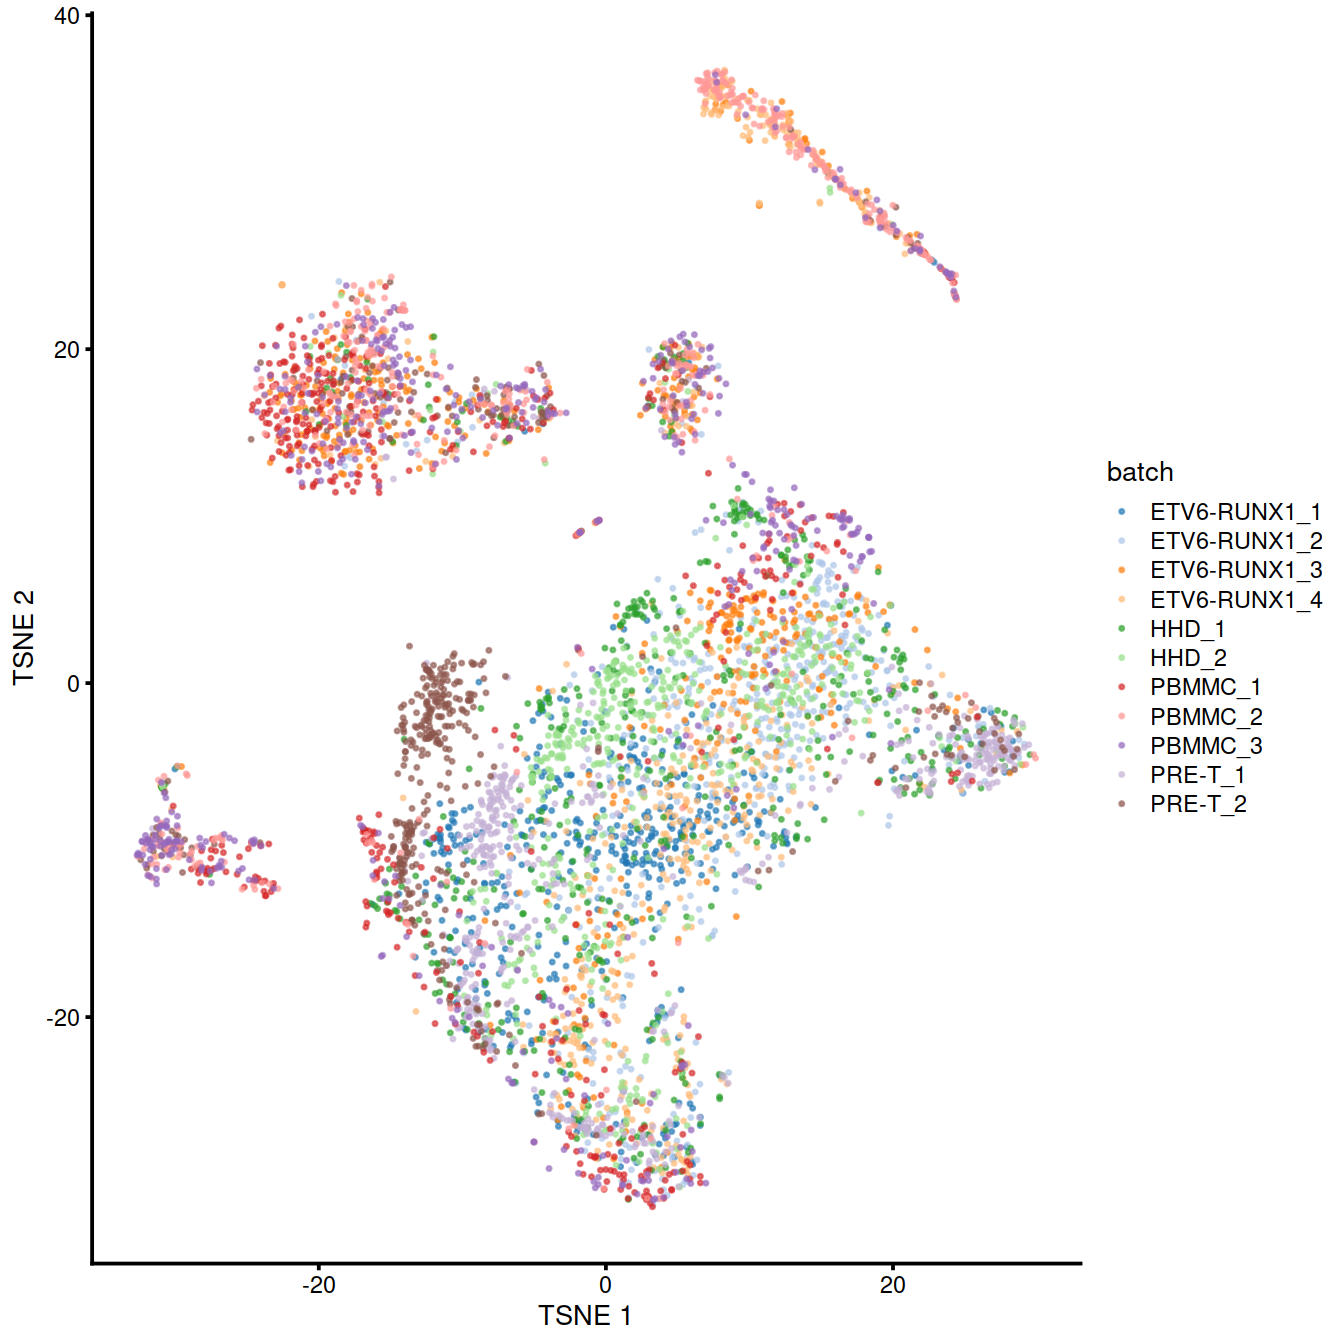 40
20
0
-20
TSNE 2
-20
0
20
TSNE 1
batch
ETV6-RUNX1_1
ETV6-RUNX1_2
ETV6-RUNX1_3
ETV6-RUNX1_4
HHD_1
HHD_2
PBMMC_1
PBMMC_2
PBMMC_3
PRE-T_1
PRE-T_2